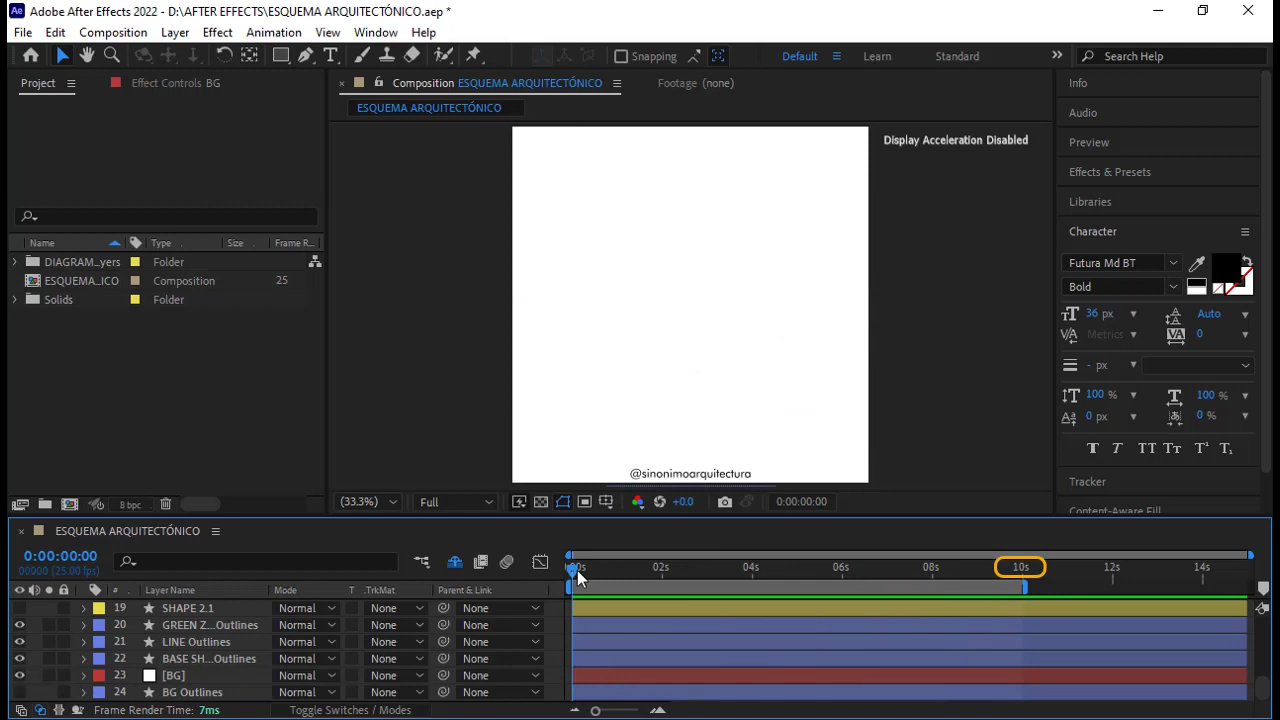 Adobe After Effects 2022 - D:\AFTER EFFECTS\ESQUEMA ARQUITECTÓNICO.aep *
File Edit Composition Layer Effect Animation View Window Help
Snapping Default Learn Standard Search Help
Project Effect Controls BG
Composition ESQUEMA ARQUITECTÓNICO Footage (none)
ESQUEMA ARQUITECTÓNICO
Display Acceleration Disabled
@sinonimoarquitectura
Name Type Size Frame R...
DIAGRAM...yers Folder
ESQUEMA...ICO Composition 25
Solids Folder
8 bpc
(33.3%) Full +0.0 0:00:00:00
Info
Audio
Preview
Effects & Presets
Libraries
Character
Futura Md BT
Bold
36 px Auto
Metrics 0
- px
100 % 100 %
0 px 0 %
Tracker
Content-Aware Fill
ESQUEMA ARQUITECTÓNICO
0:00:00:00
00000 (25.00 fps)
:00s 02s 04s 06s 08s 10s 12s 14s
# Layer Name Mode T .TrkMat Parent & Link
19 SHAPE 2.1 Normal None None
20 GREEN Z...Outlines Normal None None
21 LINE Outlines Normal None None
22 BASE SH...Outlines Normal None None
23 [BG] Normal None None
24 BG Outlines Normal None None
Frame Render Time: 7ms Toggle Switches / Modes